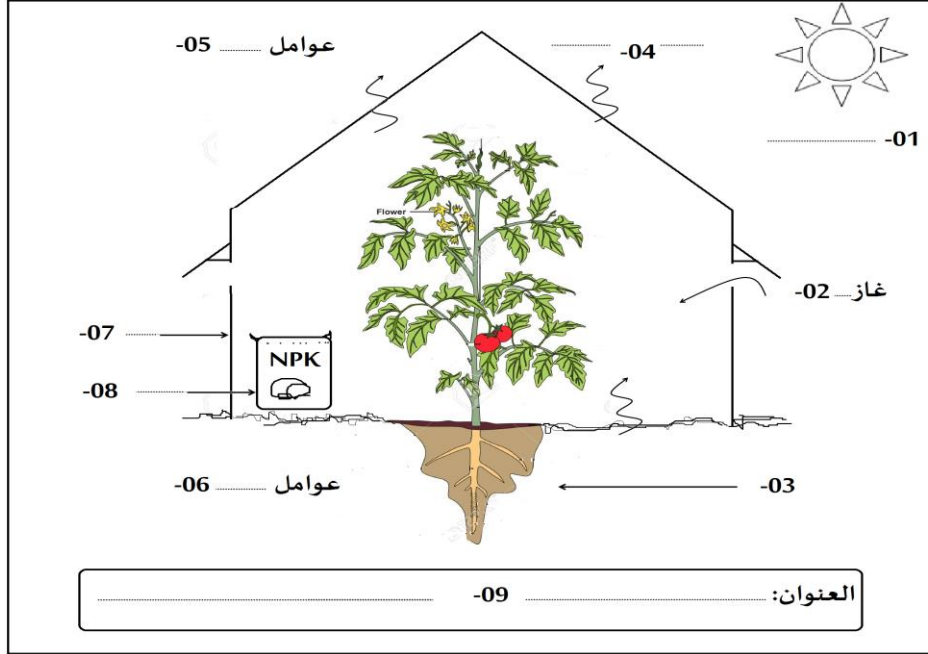 05- ........ عوامل
04- ........
01- ........
Flower
02- .... غاز
07- ........
NPK
08- ........
06- ........ عوامل
03-
العنوان: ........ 09- ........